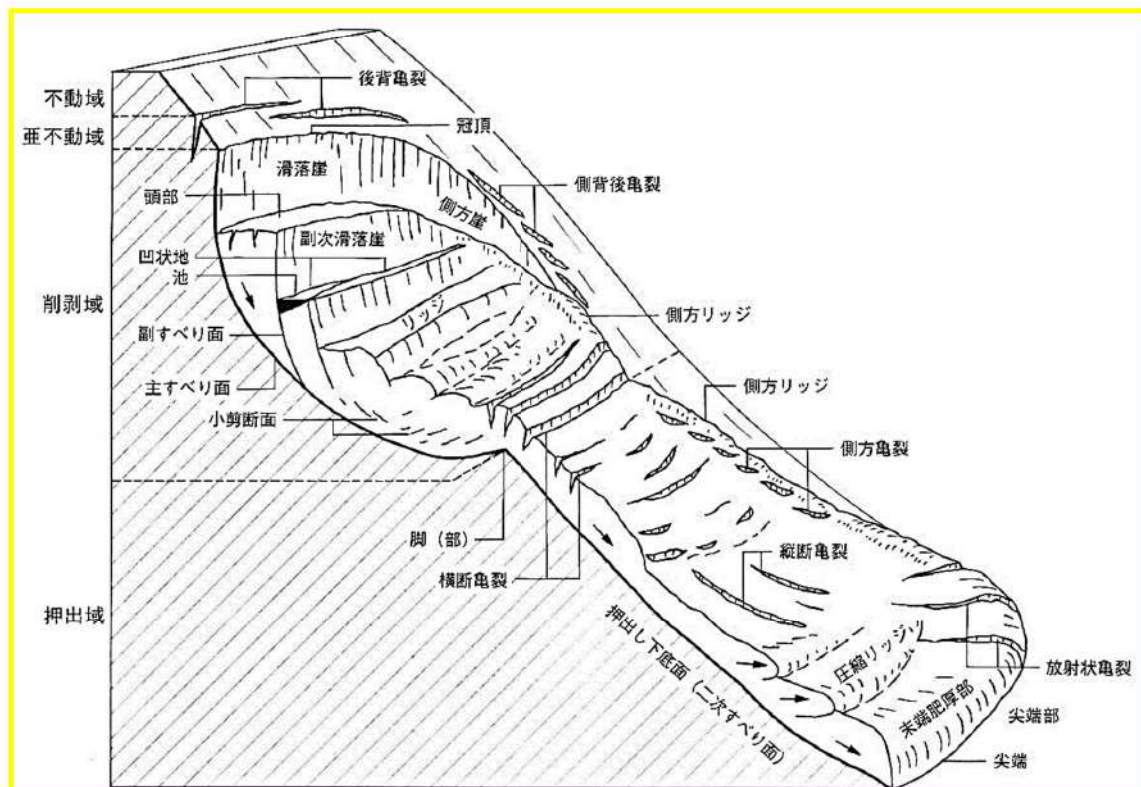 後背亀裂
不動域
冠頂
亜不動域
滑落崖
側背後亀裂
頭部
側方崖
副次滑落崖
凹状地
池
削剥域
リッジ
側方リッジ
副すべり面
側方リッジ
主すべり面
小剪断面
側方亀裂
脚（部）
縦断亀裂
横断亀裂
押出域
押出し下底面（二次すべり面）
圧縮リッジ
放射状亀裂
末端肥厚部
尖端部
尖端